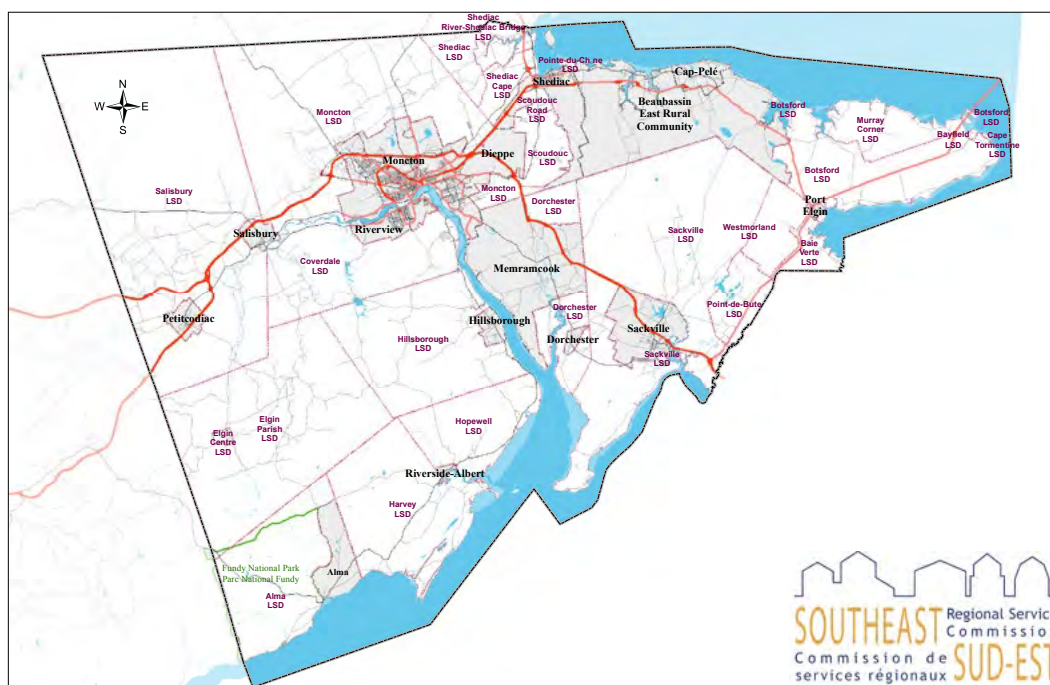 Shediac
River-Shediac Bridge
LSD
Shediac
LSD
Pointe-du-Ch.ne
LSD
Shediac
Shediac
Cape
LSD
Cap-Pelé
Scoudouc
Road
LSD
Beaubassin
East Rural
Community
Botsford
LSD
Murray
Corner
LSD
Botsford
LSD
Bayfield
LSD
Cape
Tormentine
LSD
N
W
E
S
Moncton
LSD
Moncton
Dieppe
Scoudouc
LSD
Botsford
LSD
Salisbury
LSD
Moncton
LSD
Dorchester
LSD
Port
Elgin
Salisbury
Riverview
Sackville
LSD
Westmorland
LSD
Baie
Verte
LSD
Coverdale
LSD
Memramcook
Petitcodiac
Hillsborough
Dorchester
LSD
Dorchester
Sackville
Point-de-Bute
LSD
Hillsborough
LSD
Sackville
LSD
Elgin
Centre
LSD
Elgin
Parish
LSD
Hopewell
LSD
Riverside-Albert
Harvey
LSD
Fundy National Park
Parc National Fundy
Alma
Alma
LSD
SOUTHEAST
Regional Servic
Commissio
Commission de
services régionaux
SUD-EST